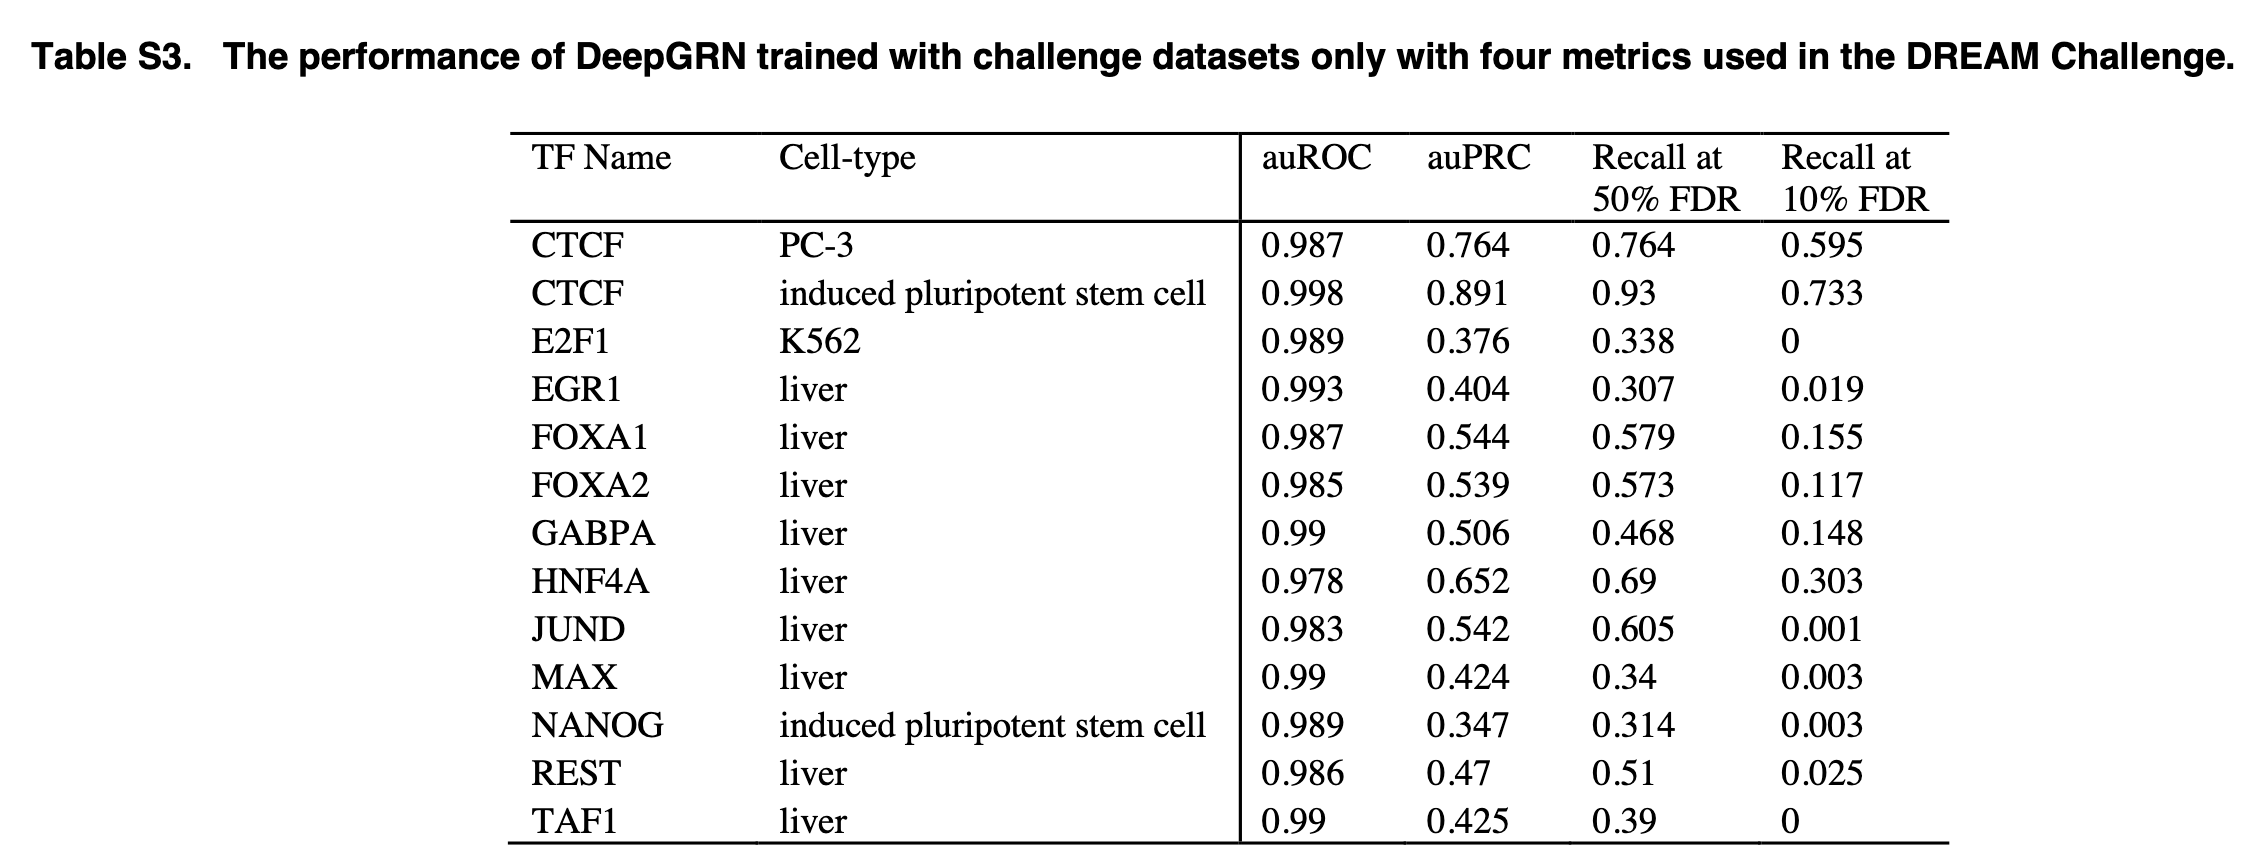 Table S3. The performance of DeepGRN trained with challenge datasets only with four metrics used in the DREAM Challenge.
TF Name Cell-type auROC auPRC Recall at 50% FDR Recall at 10% FDR
CTCF PC-3 0.987 0.764 0.764 0.595
CTCF induced pluripotent stem cell 0.998 0.891 0.93 0.733
E2F1 K562 0.989 0.376 0.338 0
EGR1 liver 0.993 0.404 0.307 0.019
FOXA1 liver 0.987 0.544 0.579 0.155
FOXA2 liver 0.985 0.539 0.573 0.117
GABPA liver 0.99 0.506 0.468 0.148
HNF4A liver 0.978 0.652 0.69 0.303
JUND liver 0.983 0.542 0.605 0.001
MAX liver 0.99 0.424 0.34 0.003
NANOG induced pluripotent stem cell 0.989 0.347 0.314 0.003
REST liver 0.986 0.47 0.51 0.025
TAF1 liver 0.99 0.425 0.39 0